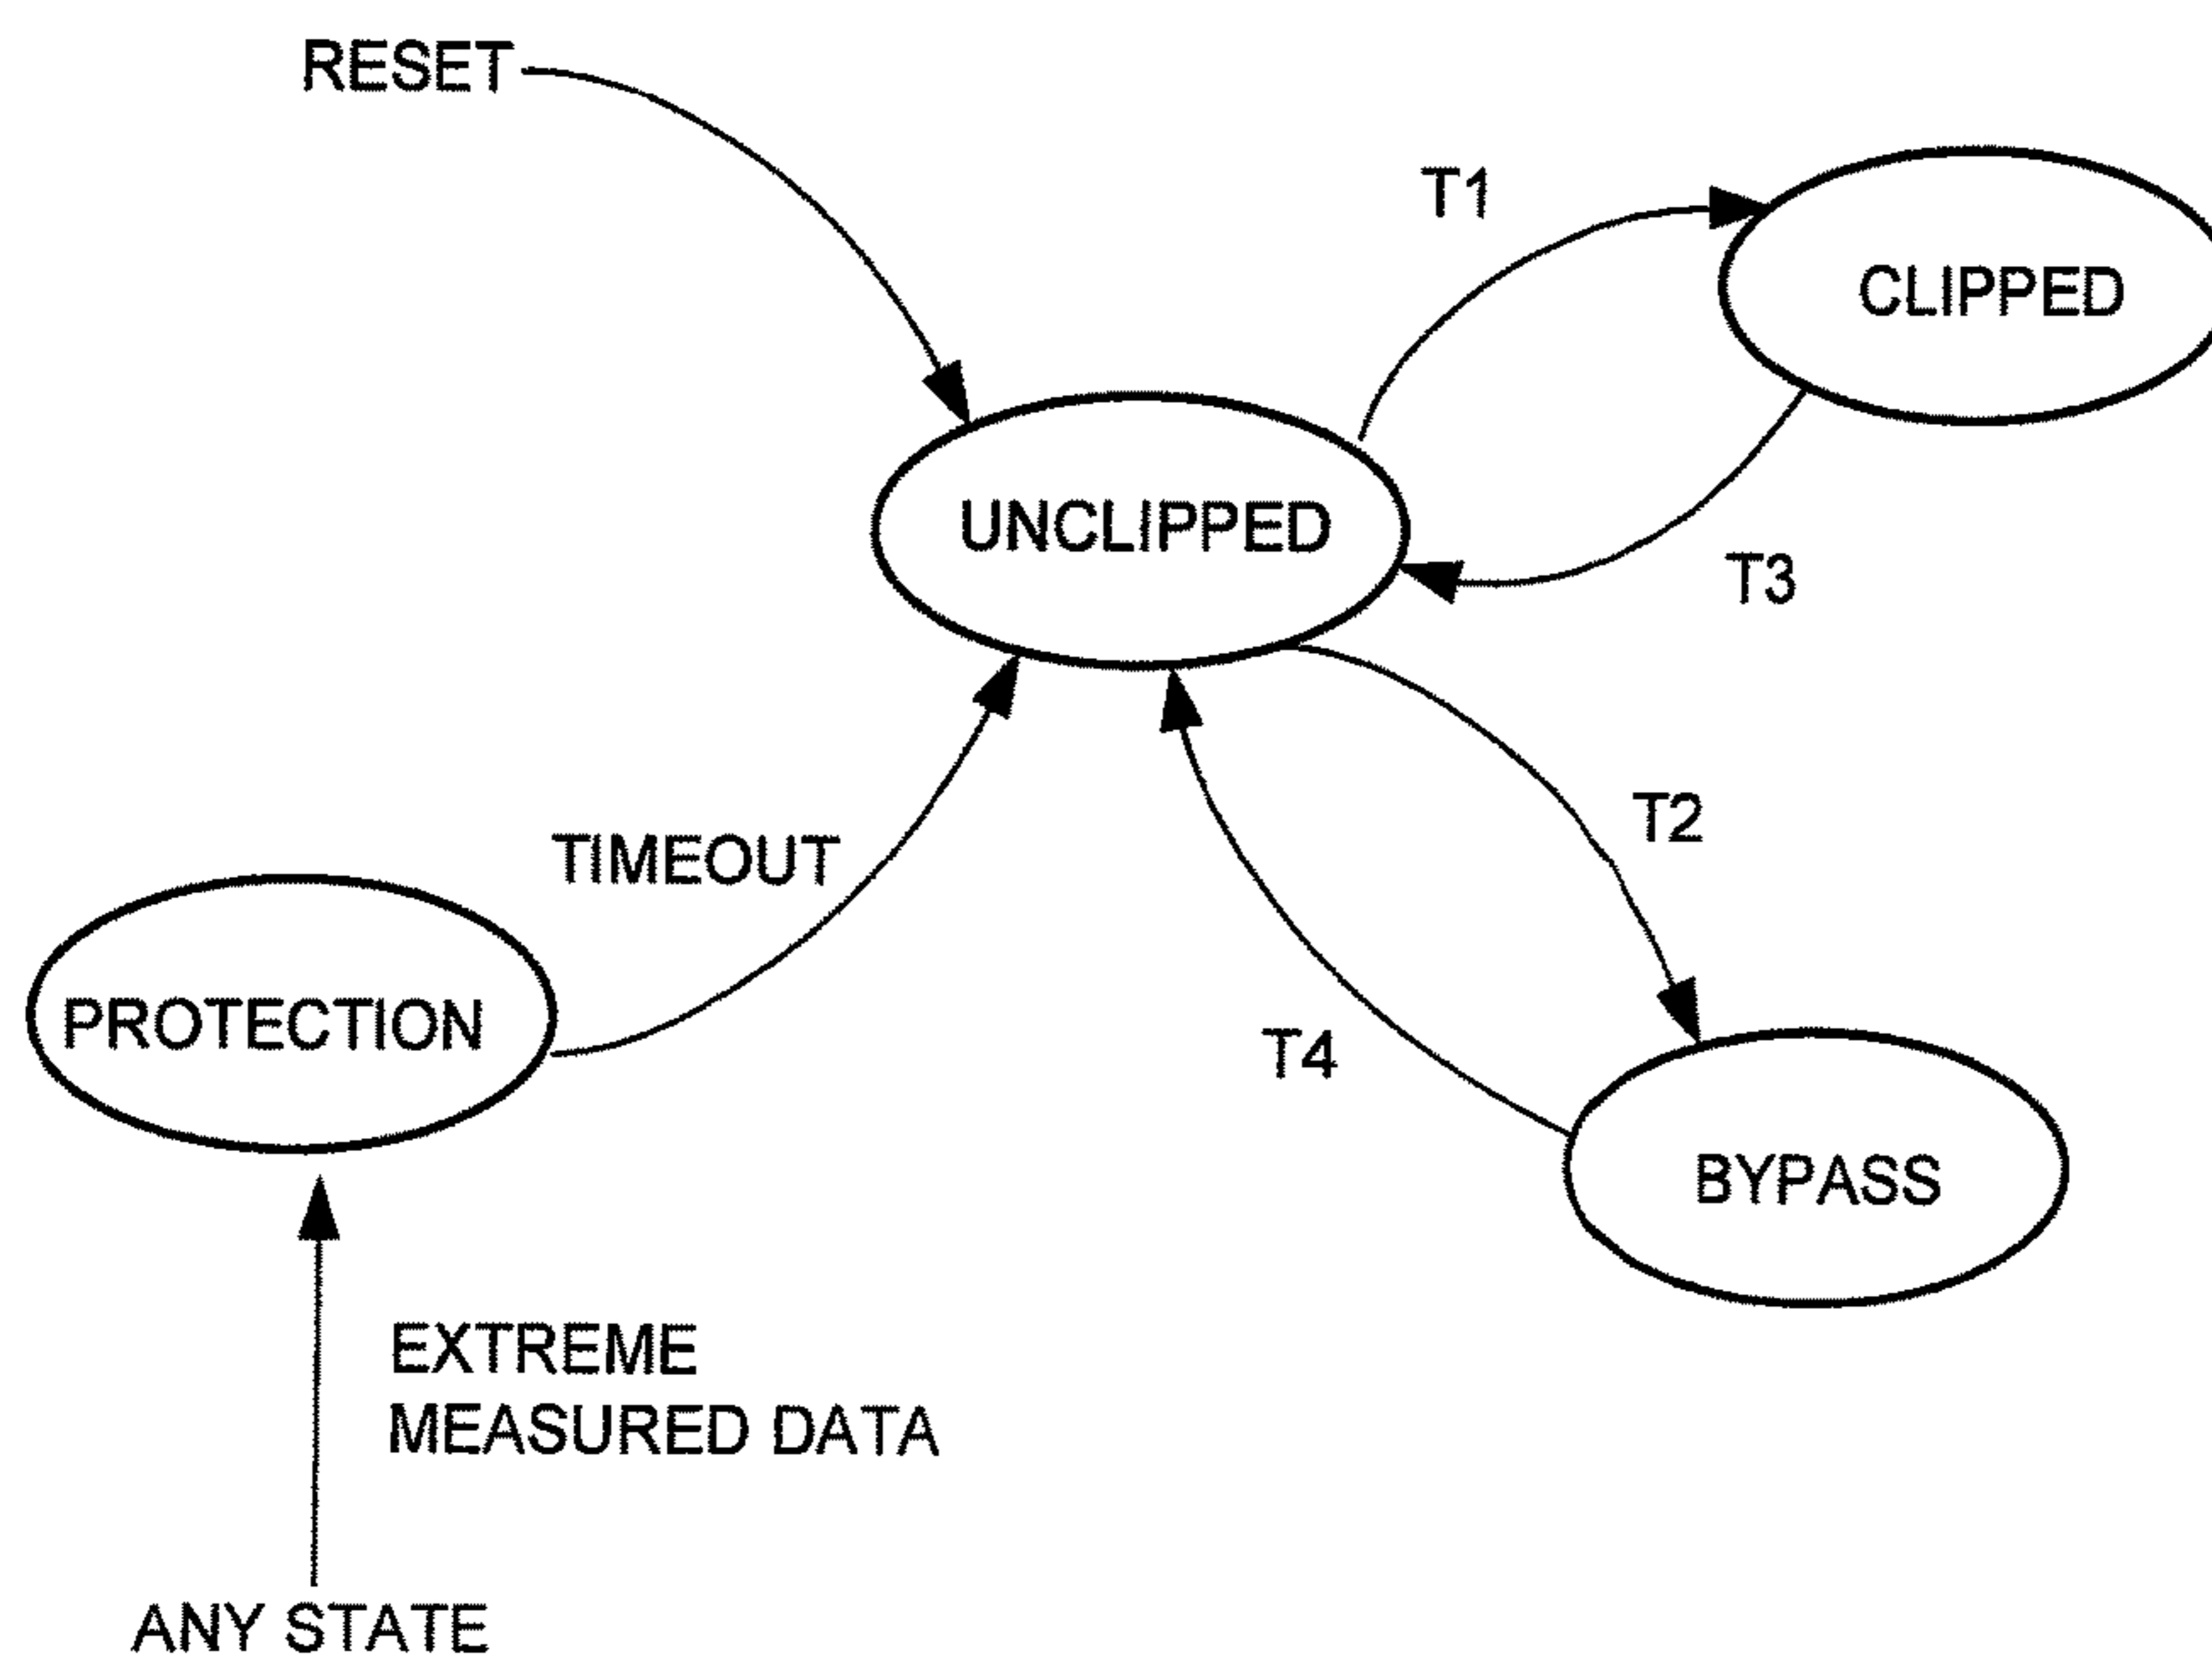 RESET
T1
CLIPPED
UNCLIPPED
T3
T2
TIMEOUT
PROTECTION
T4
BYPASS
EXTREME
MEASURED DATA
ANY STATE